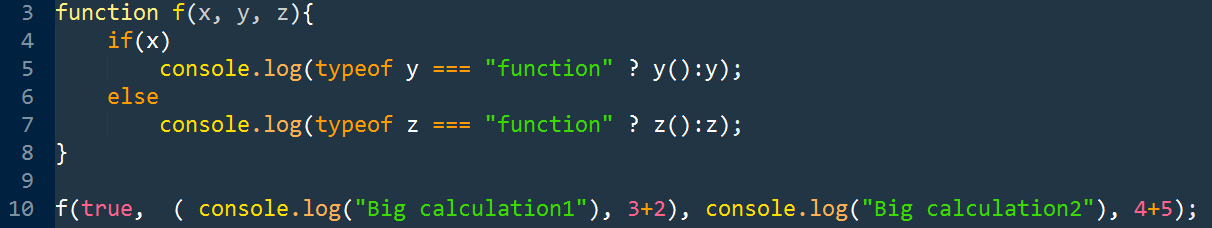 3 function f(x, y, z){
4     if(x)
5         console.log(typeof y === "function" ? y():y);
6     else
7         console.log(typeof z === "function" ? z():z);
8 }
9
10 f(true,  ( console.log("Big calculation1"), 3+2), console.log("Big calculation2"), 4+5);